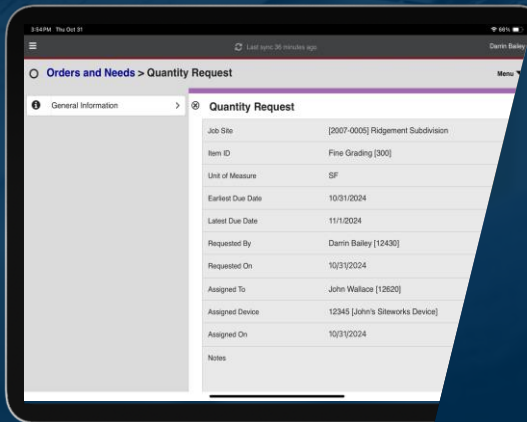 3:54 PM Thu Oct 31
66%
Last sync 36 minutes ago
Darrin Bailey
Orders and Needs > Quantity Request
Menu
General Information
Quantity Request
Job Site [2007-0005] Ridgement Subdivision
Item ID Fine Grading [300]
Unit of Measure SF
Earliest Due Date 10/31/2024
Latest Due Date 11/1/2024
Requested By Darrin Bailey [12430]
Requested On 10/31/2024
Assigned To John Wallace [12620]
Assigned Device 12345 [John's Siteworks Device]
Assigned On 10/31/2024
Notes